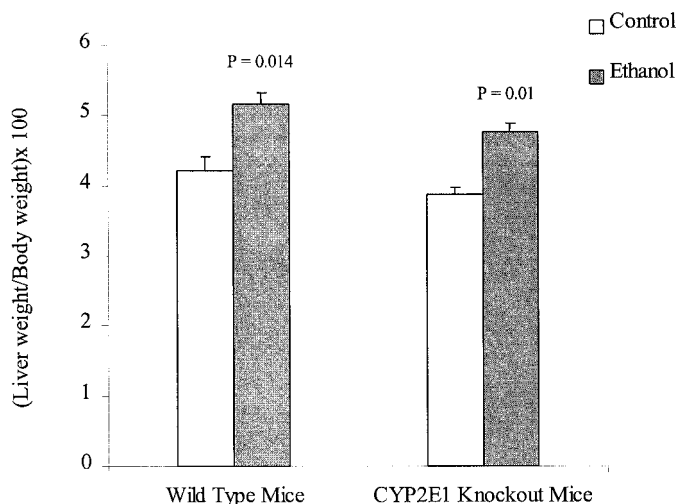 Control
Ethanol
(Liver weight/Body weight)x 100
6
5
4
3
2
1
0
P = 0.014
P = 0.01
Wild Type Mice
CYP2E1 Knockout Mice